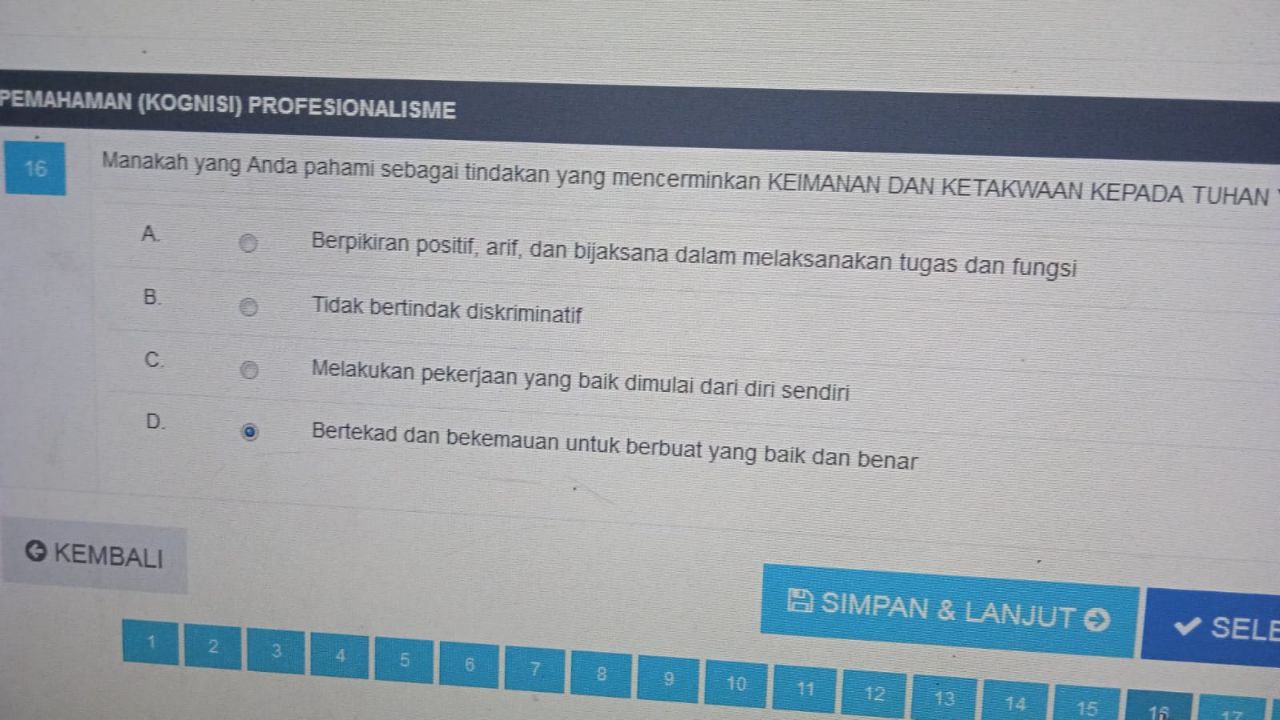 PEMAHAMAN (KOGNISI) PROFESIONALISME
16 Manakah yang Anda pahami sebagai tindakan yang mencerminkan KEIMANAN DAN KETAKWAAN KEPADA TUHAN
A. Berpikiran positif, arif, dan bijaksana dalam melaksanakan tugas dan fungsi
B. Tidak bertindak diskriminatif
C. Melakukan pekerjaan yang baik dimulai dari diri sendiri
D. Bertekad dan bekemauan untuk berbuat yang baik dan benar
KEMBALI
SIMPAN & LANJUT
SELE
1 2 3 4 5 6 7 8 9 10 11 12 13 14 15 16 17